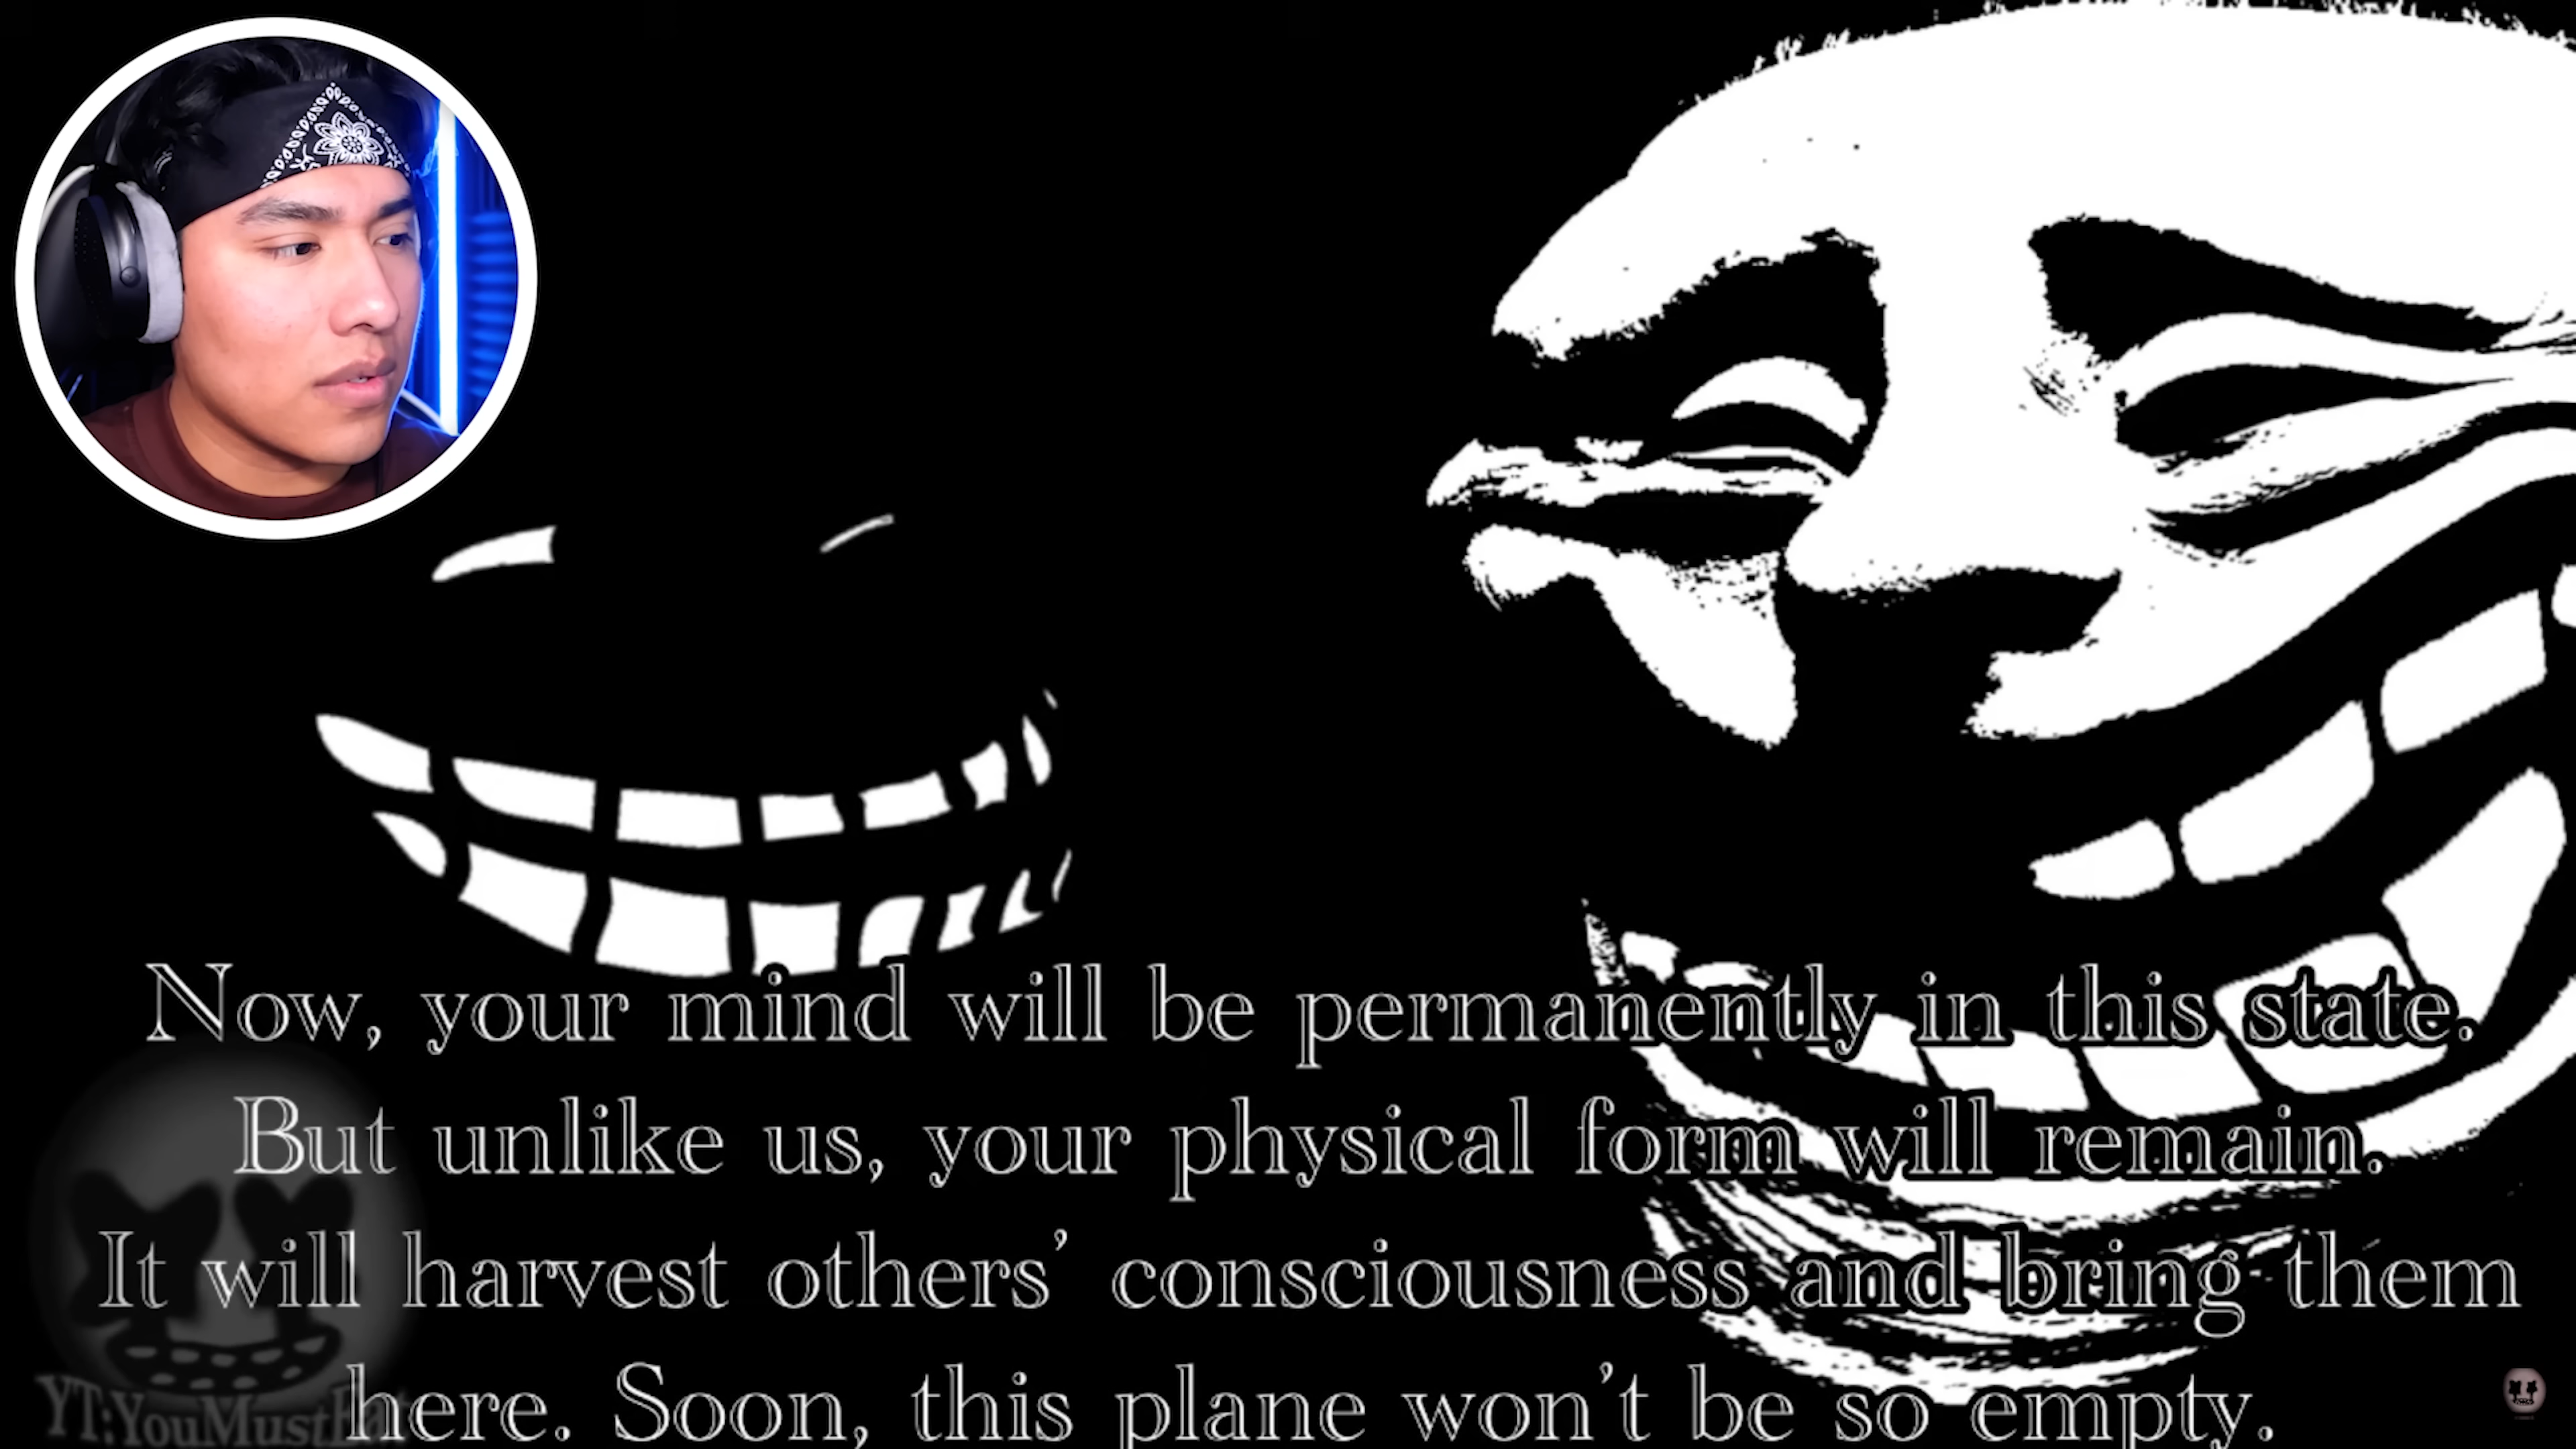 Now, your mind will be permanently in this state.
But unlike us, your physical form will remain.
It will harvest others’ consciousness and bring them
here. Soon, this plane won’t be so empty.